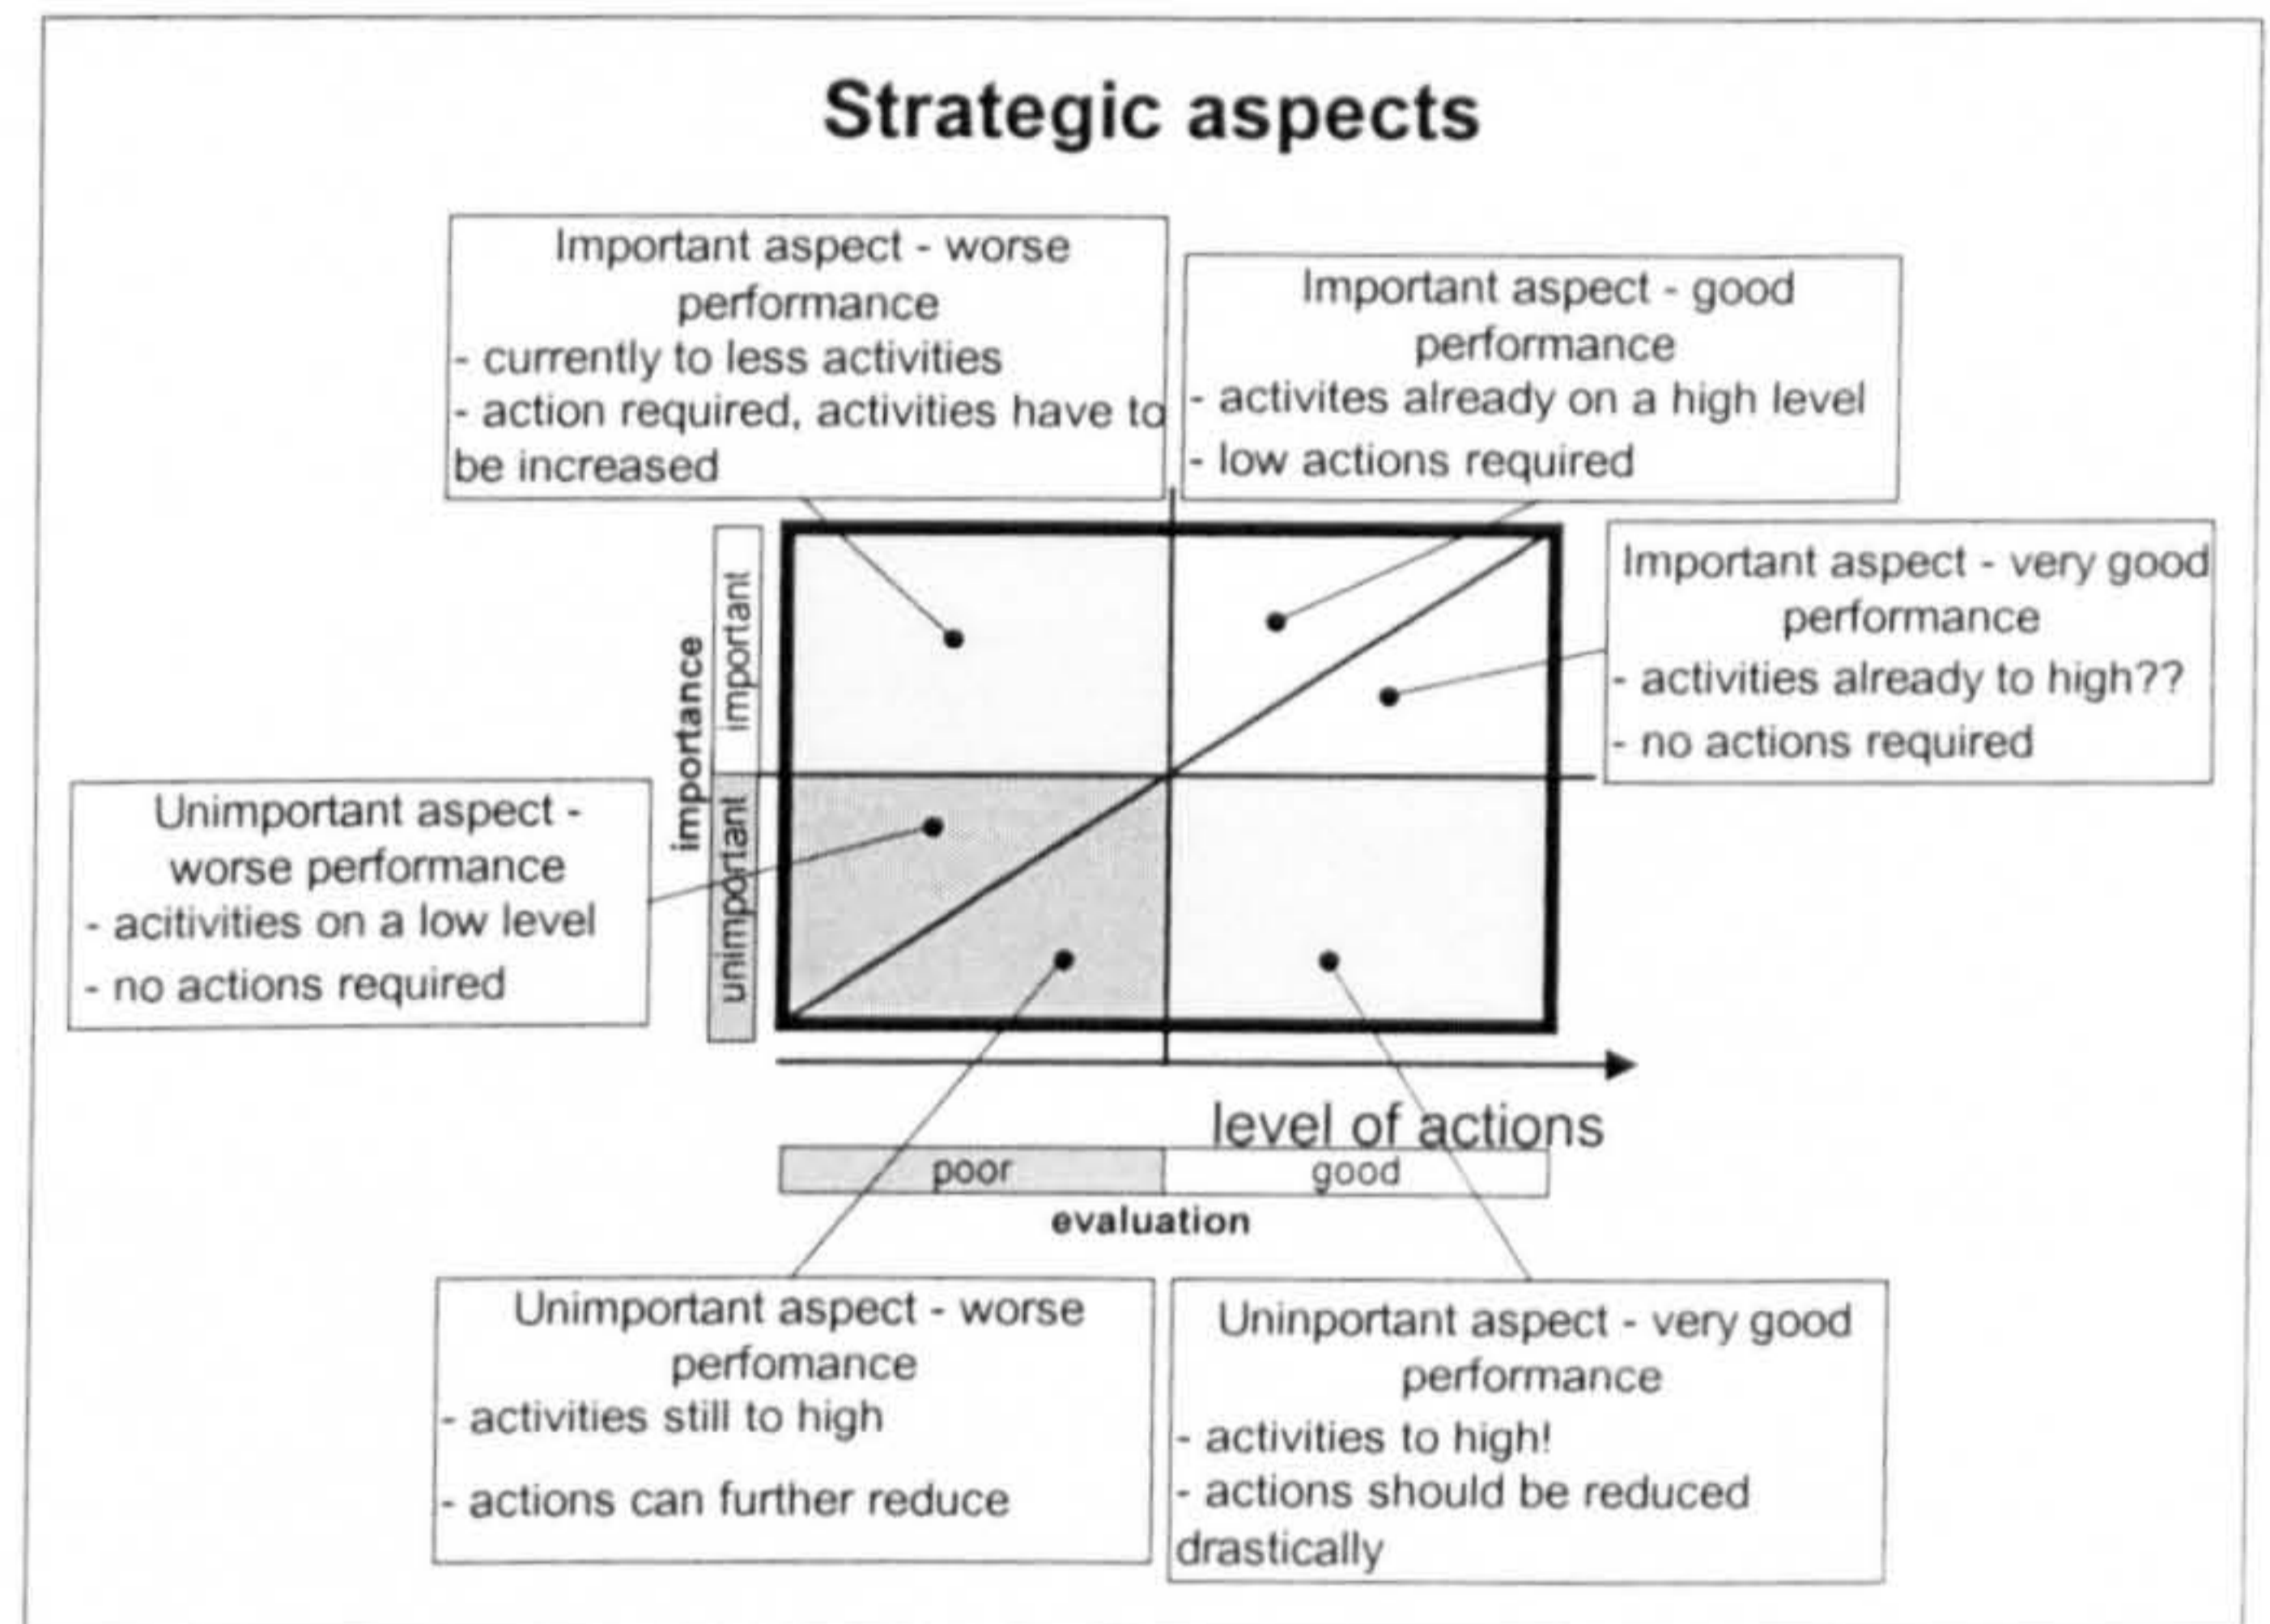 Strategic aspects
Important aspect - worse
performance
- currently to less activities
- action required, activities have to
be increased
Important aspect - good
performance
- activites already on a high level
- low actions required
Important aspect - very good
performance
- activities already to high??
- no actions required
importance
important
unimportant
Unimportant aspect -
worse performance
- acitivities on a low level
- no actions required
level of actions
poor
good
evaluation
Unimportant aspect - worse
perfomance
- activities still to high
- actions can further reduce
Uninportant aspect - very good
performance
- activities to high!
- actions should be reduced
drastically